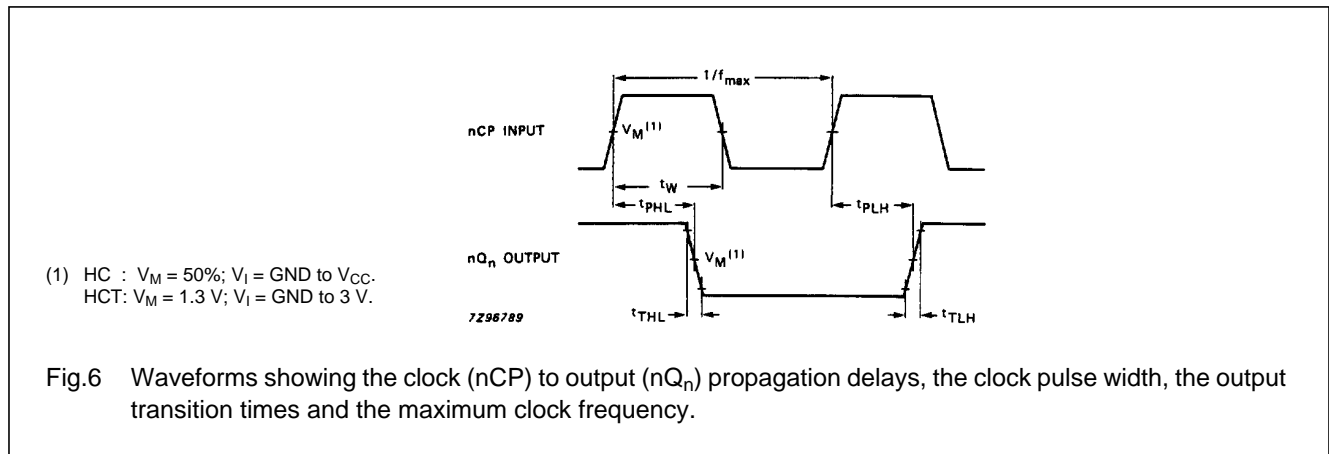 1/fmax
nCP INPUT
VM(1)
tW
tPHL
tPLH
nQn OUTPUT
VM(1)
(1) HC : VM = 50%; VI = GND to VCC.
HCT: VM = 1.3 V; VI = GND to 3 V.
7Z96789
tTHL
tTLH
Fig.6 Waveforms showing the clock (nCP) to output (nQn) propagation delays, the clock pulse width, the output
transition times and the maximum clock frequency.